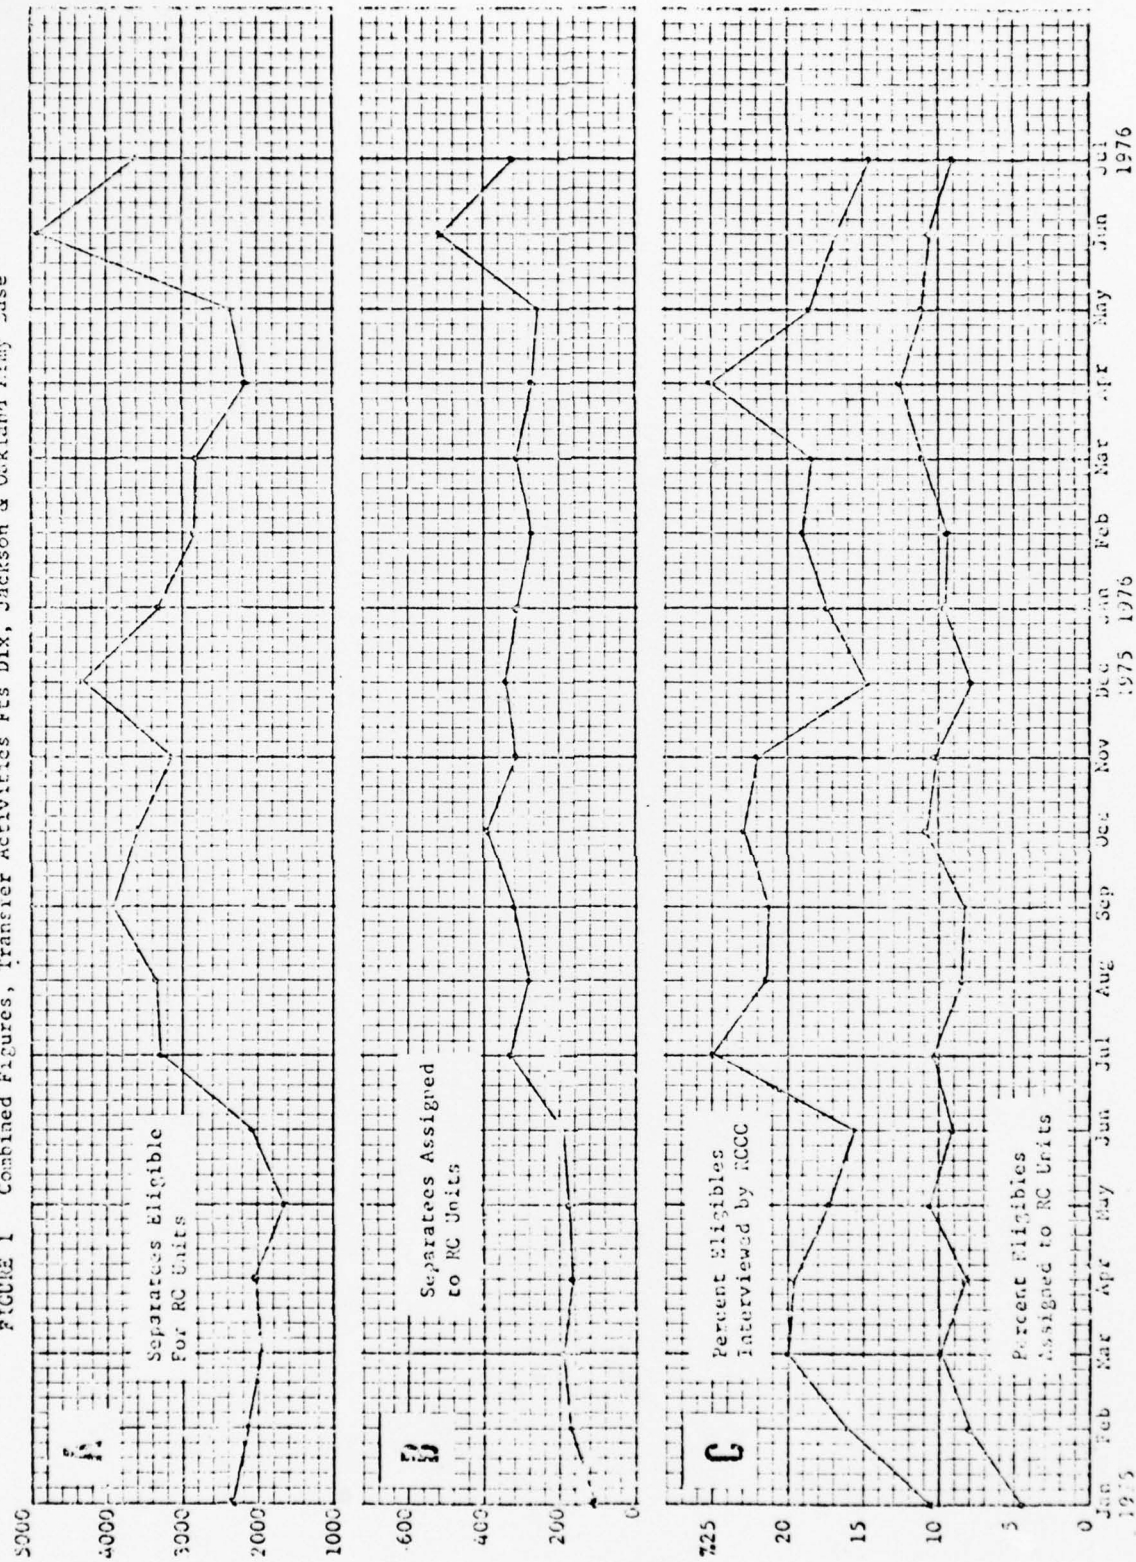 FIGURE 1 Combined Figures, Transfer Activities Fts Dix, Jackson & Oakland Army Base
A
5000
4000
3000
2000
1000
Separatees Eligible
For RC Units
B
600
400
200
0
Separatees Assigned
to RC Units
C
%25
20
15
10
5
0
Percent Eligibles
Interviewed by RCCC
Percent Eligibles
Assigned to RC Units
Jan Feb Mar Apr May Jun Jul Aug Sep Oct Nov Dec Jan Feb Mar Apr May Jun Jul
1975 1975 1976 1976